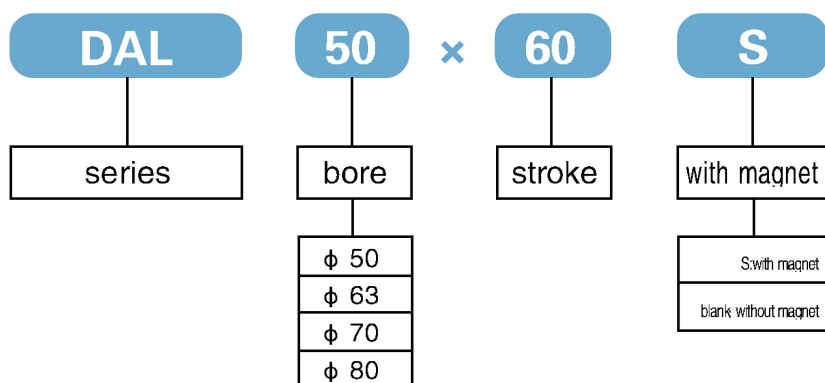 DAL 50 × 60 S
series bore stroke with magnet
φ 50
φ 63
φ 70
φ 80
S:with magnet
blank: without magnet